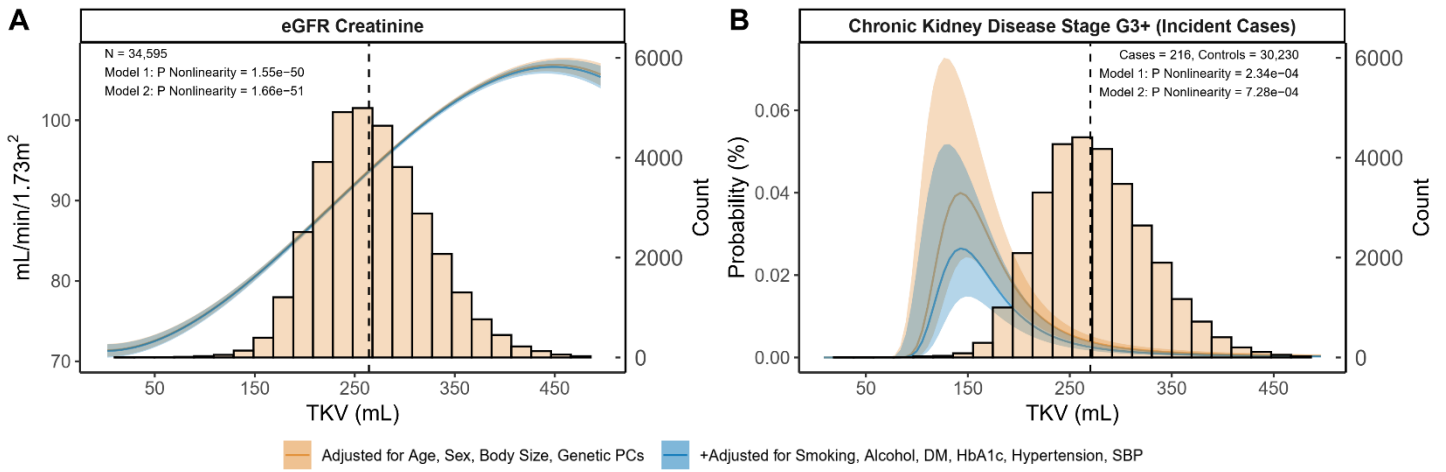 A
eGFR Creatinine
N = 34,595
Model 1: P Nonlinearity = 1.55e−50
Model 2: P Nonlinearity = 1.66e−51
mL/min/1.73m²
100
90
80
70
6000
4000
2000
0
Count
50 150 250 350 450
TKV (mL)
B
Chronic Kidney Disease Stage G3+ (Incident Cases)
Cases = 216, Controls = 30,230
Model 1: P Nonlinearity = 2.34e−04
Model 2: P Nonlinearity = 7.28e−04
Probability (%)
0.06
0.04
0.02
0.00
6000
4000
2000
0
Count
50 150 250 350 450
TKV (mL)
Adjusted for Age, Sex, Body Size, Genetic PCs
+Adjusted for Smoking, Alcohol, DM, HbA1c, Hypertension, SBP